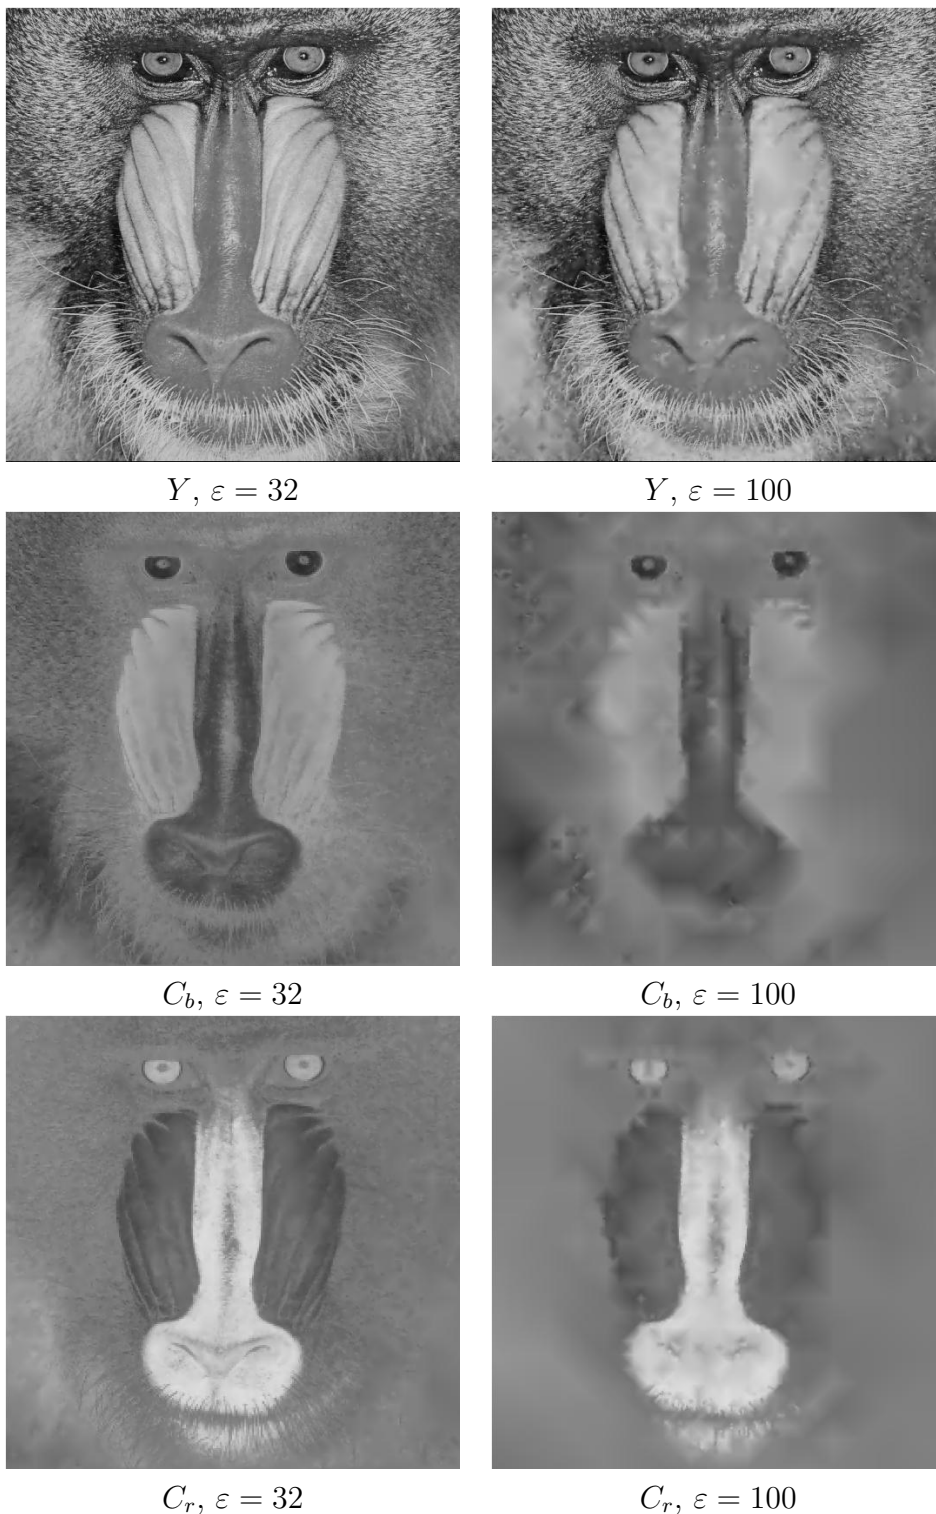 Y, ε = 32
Y, ε = 100
C_b, ε = 32
C_b, ε = 100
C_r, ε = 32
C_r, ε = 100